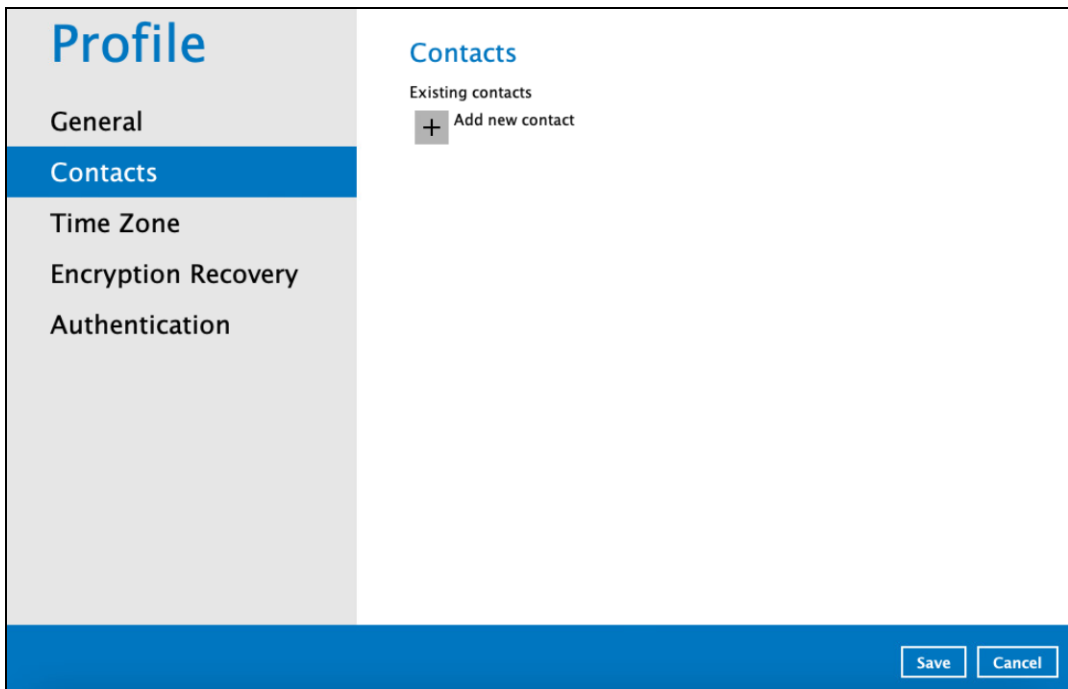 Profile
General
Contacts
Time Zone
Encryption Recovery
Authentication
Contacts
Existing contacts
+ Add new contact
Save Cancel